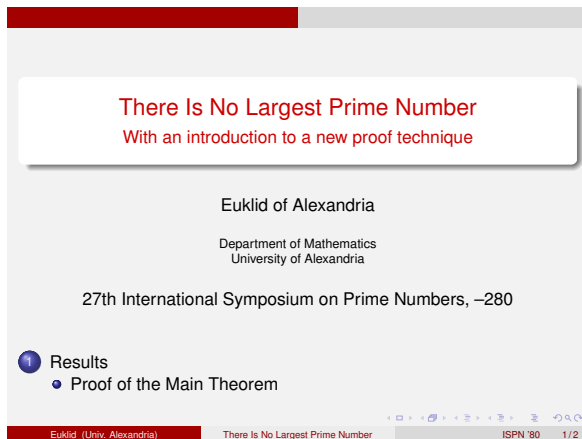 There Is No Largest Prime Number
With an introduction to a new proof technique
Euklid of Alexandria
Department of Mathematics
University of Alexandria
27th International Symposium on Prime Numbers, –280
1 Results
Proof of the Main Theorem
Euklid (Univ. Alexandria) There Is No Largest Prime Number ISPN '80 1 / 2